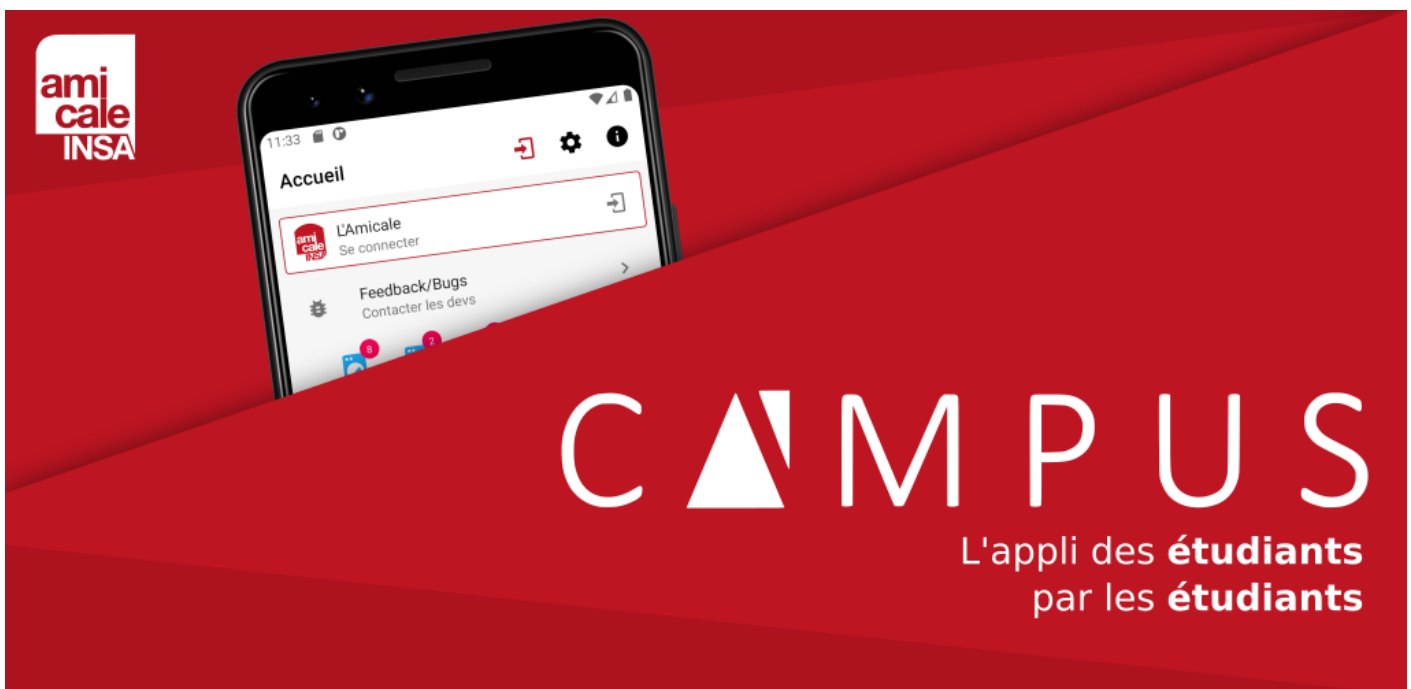 ami
cale
INSA
11:33
Accueil
ami
cale
INSA
L'Amicale
Se connecter
Feedback/Bugs
Contacter les devs
8
2
CAMPUS
L'appli des étudiants
par les étudiants